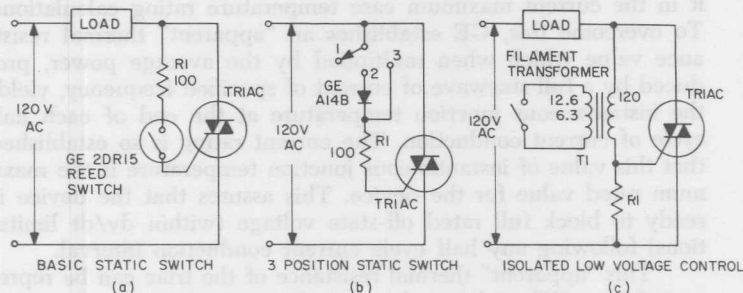 LOAD
R1
100
TRIAC
120 V
AC
GE 2DR15
REED
SWITCH
BASIC STATIC SWITCH
(a)
1
2
3
GE
A14B
120V
AC
R1
100
TRIAC
3 POSITION STATIC SWITCH
(b)
LOAD
FILAMENT
TRANSFORMER
12.6
6.3
120
TRIAC
120V
AC
T1
R1
ISOLATED LOW VOLTAGE CONTROL
(c)